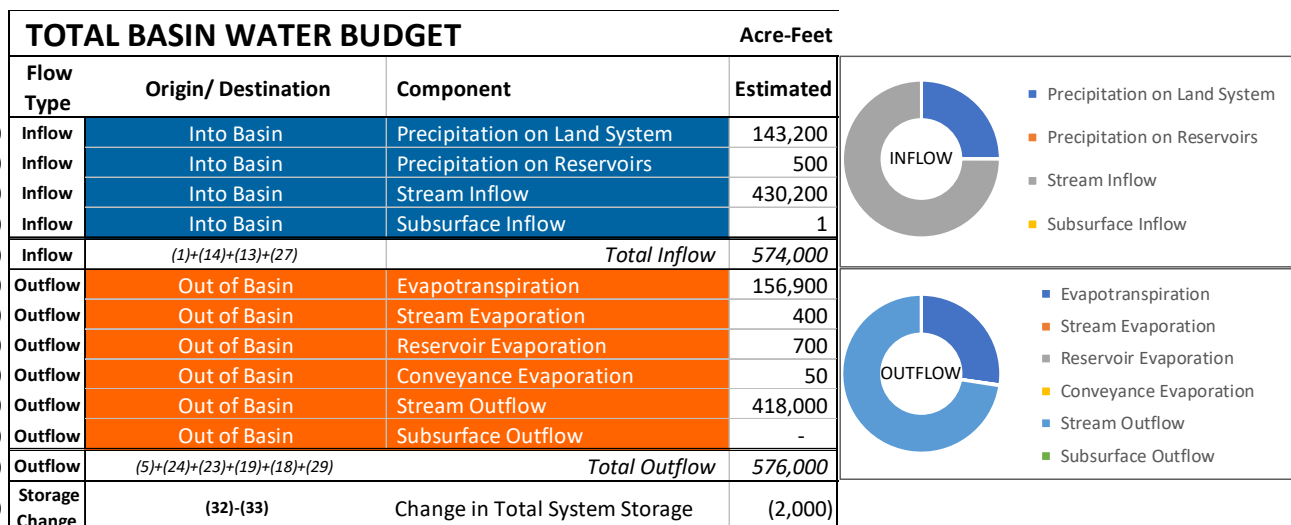 TOTAL BASIN WATER BUDGET Acre-Feet
Flow Type Origin/ Destination Component Estimated
) Inflow Into Basin Precipitation on Land System 143,200
) Inflow Into Basin Precipitation on Reservoirs 500
) Inflow Into Basin Stream Inflow 430,200
) Inflow Into Basin Subsurface Inflow 1
) Inflow (1)+(14)+(13)+(27) Total Inflow 574,000
) Outflow Out of Basin Evapotranspiration 156,900
) Outflow Out of Basin Stream Evaporation 400
) Outflow Out of Basin Reservoir Evaporation 700
) Outflow Out of Basin Conveyance Evaporation 50
) Outflow Out of Basin Stream Outflow 418,000
) Outflow Out of Basin Subsurface Outflow -
) Outflow (5)+(24)+(23)+(19)+(18)+(29) Total Outflow 576,000
) Storage Change (32)-(33) Change in Total System Storage (2,000)
INFLOW
Precipitation on Land System
Precipitation on Reservoirs
Stream Inflow
Subsurface Inflow
OUTFLOW
Evapotranspiration
Stream Evaporation
Reservoir Evaporation
Conveyance Evaporation
Stream Outflow
Subsurface Outflow